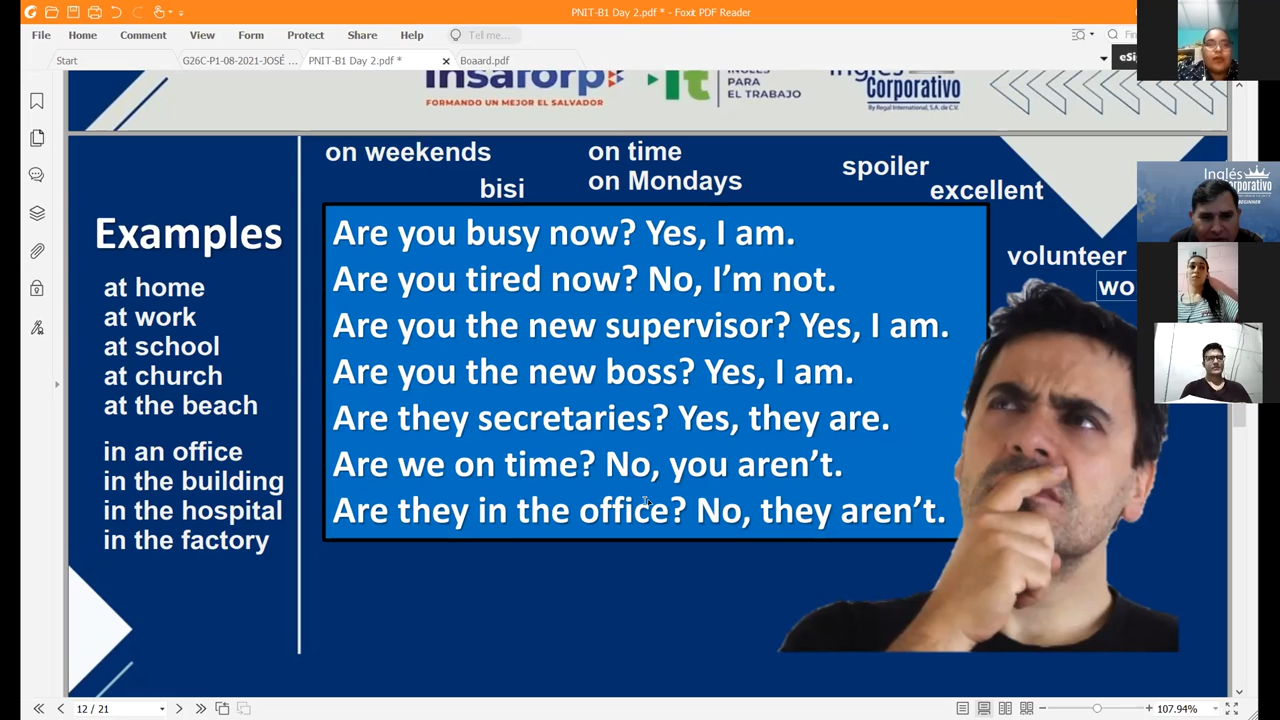 PNIT-B1 Day 2.pdf * - Foxit PDF Reader
File Home Comment View Form Protect Share Help Tell me...
Start
G26C-P1-08-2021-JOSÉ ...
PNIT-B1 Day 2.pdf *
Boaard.pdf
FORMANDO UN MEJOR EL SALVADOR
PARA
EL TRABAJO
Corporativo
By Regal International, S.A. de C.V.
on weekends
on time
bisi
on Mondays
spoiler
excellent
volunteer
wo
Examples
at home
at work
at school
at church
at the beach
in an office
in the building
in the hospital
in the factory
Are you busy now? Yes, I am.
Are you tired now? No, I’m not.
Are you the new supervisor? Yes, I am.
Are you the new boss? Yes, I am.
Are they secretaries? Yes, they are.
Are we on time? No, you aren’t.
Are they in the office? No, they aren’t.
Inglés
12 / 21
107.94%